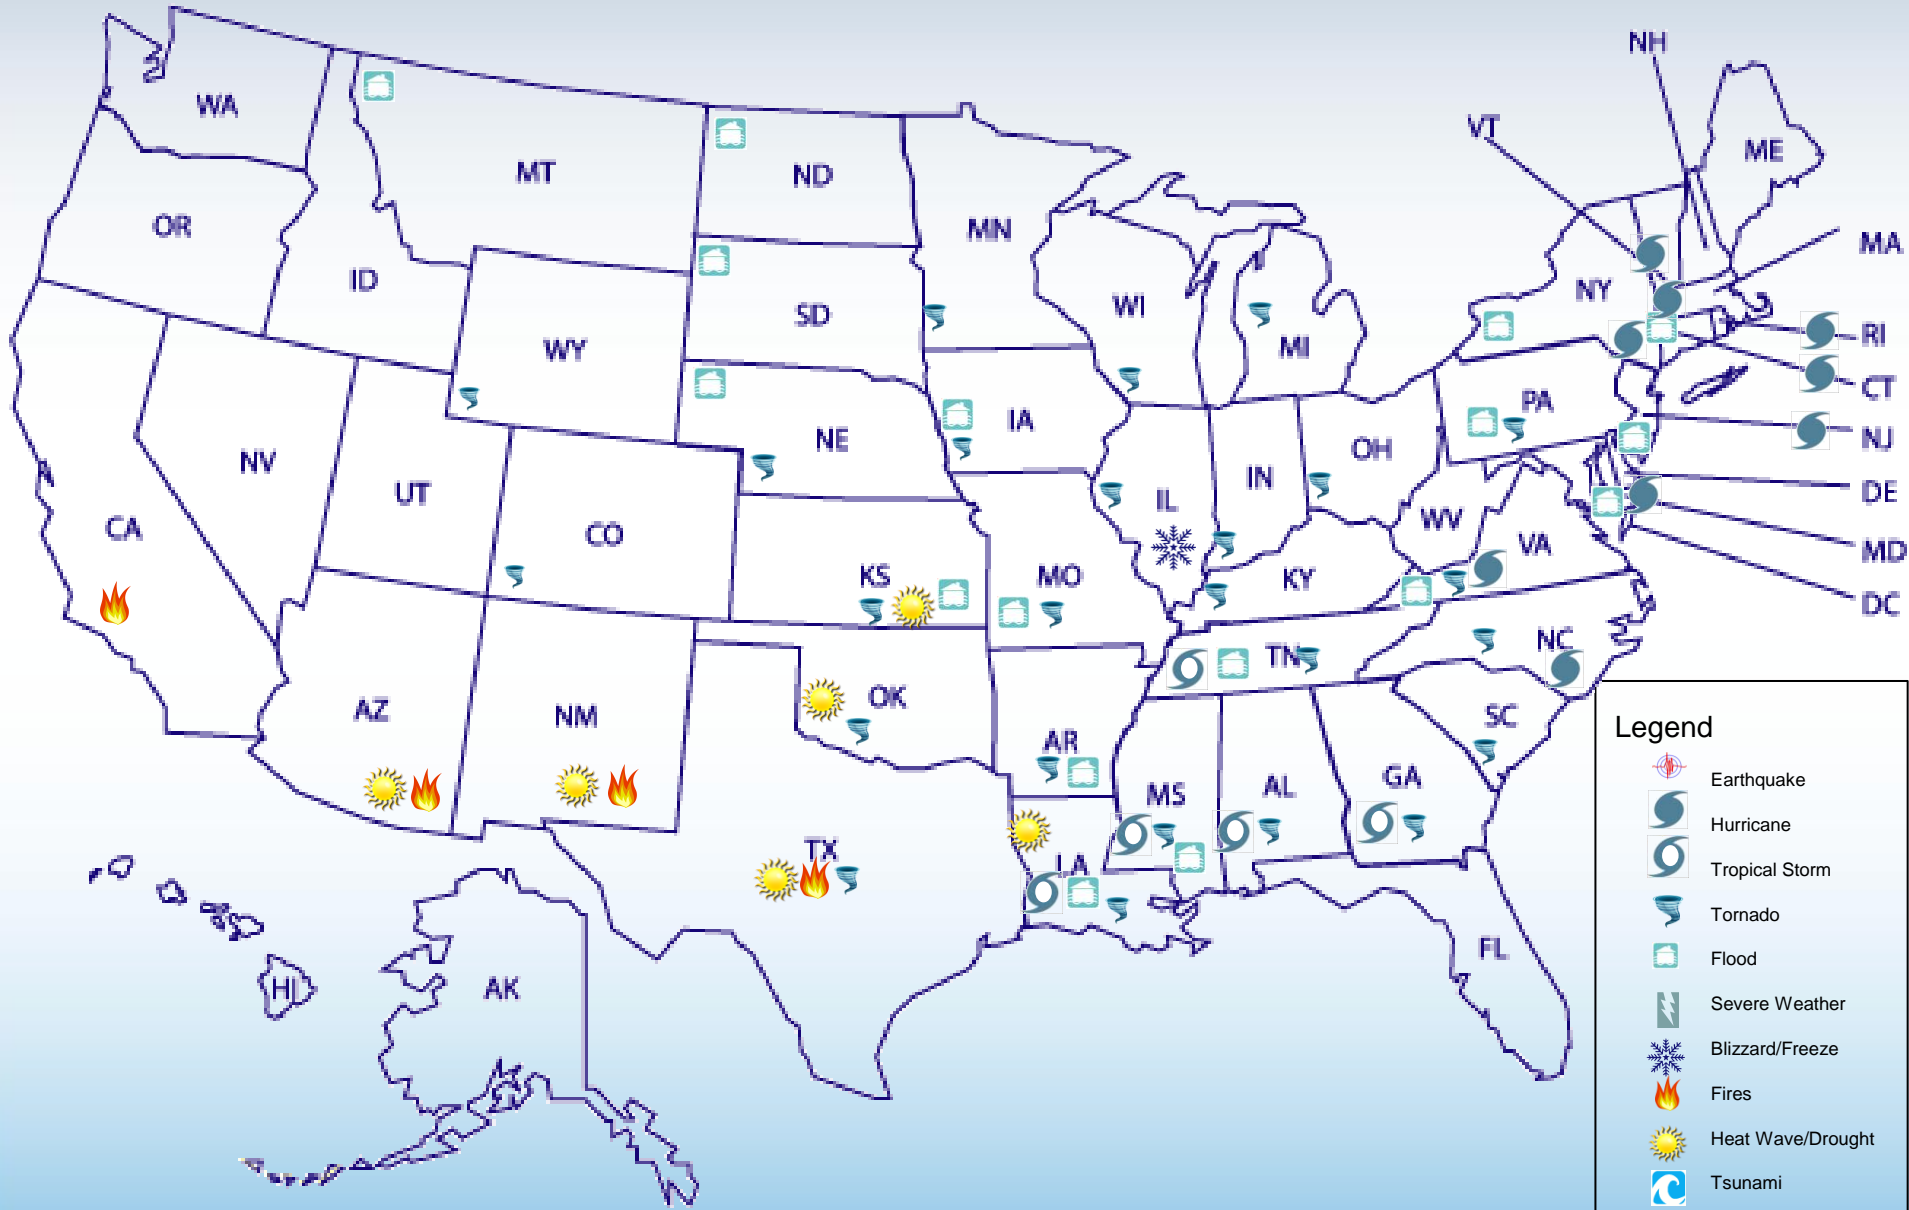 NH
VT
WA
ME
MT
ND
OR
MN
MA
ID
NY
WI
SD
RI
WY
MI
CT
PA
IA
NE
NJ
OH
NV
IN
UT
DE
IL
WV
CA
CO
VA
MD
KS
MO
KY
DC
NC
TN
OK
AZ
NM
SC
AR
GA
AL
MS
TX
LA
FL
HI
AK
Legend
Earthquake
Hurricane
Tropical Storm
Tornado
Flood
Severe Weather
Blizzard/Freeze
Fires
Heat Wave/Drought
Tsunami